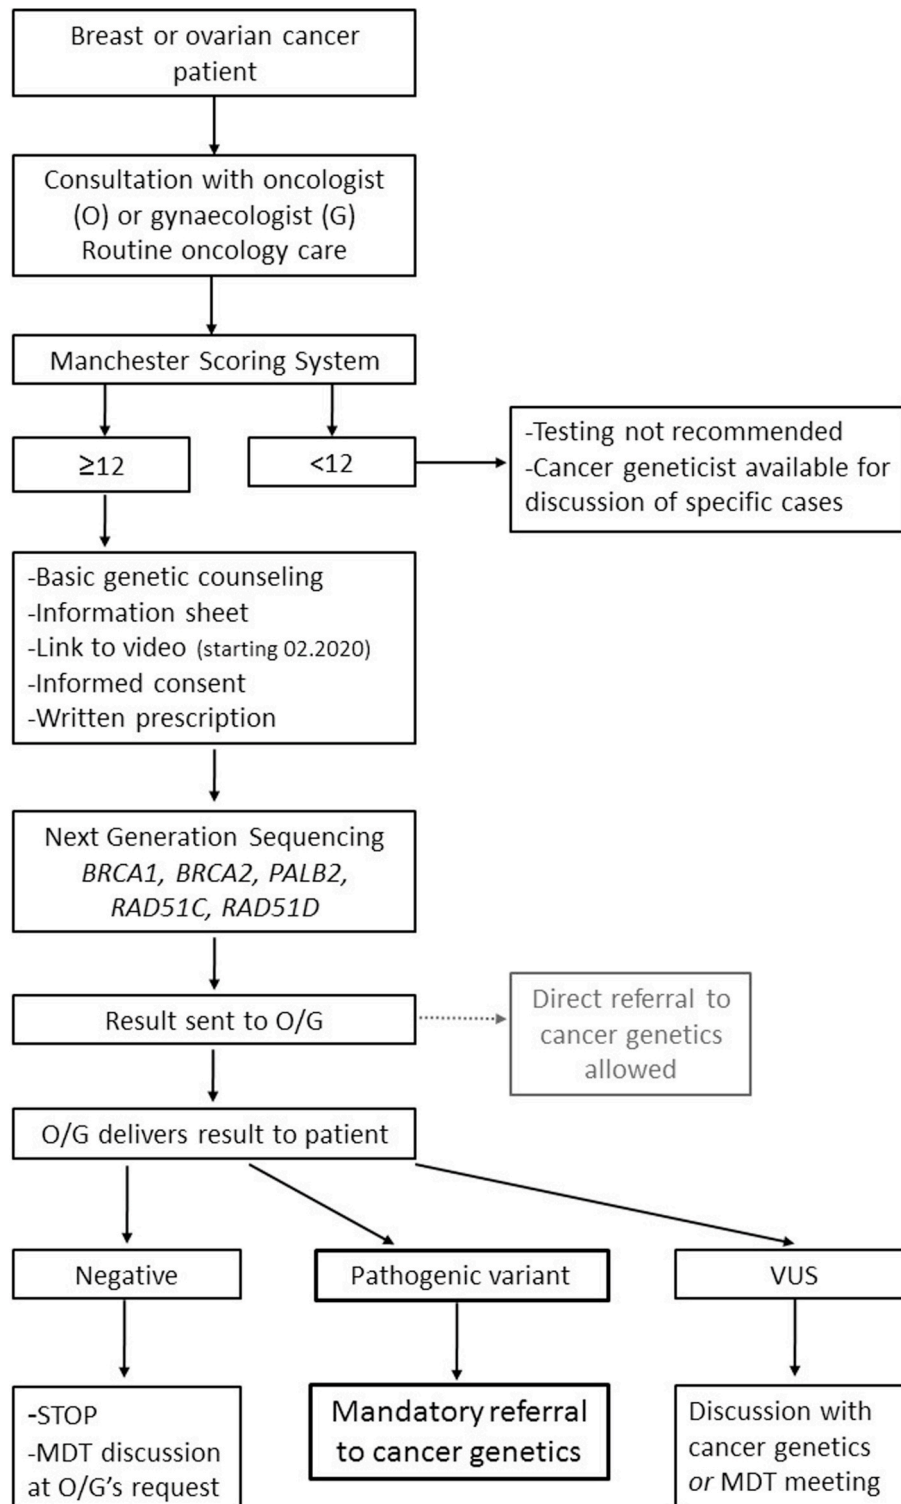 Breast or ovarian cancer
patient
Consultation with oncologist
(O) or gynaecologist (G)
Routine oncology care
Manchester Scoring System
≥12
<12
-Testing not recommended
-Cancer geneticist available for
discussion of specific cases
-Basic genetic counseling
-Information sheet
-Link to video (starting 02.2020)
-Informed consent
-Written prescription
Next Generation Sequencing
BRCA1, BRCA2, PALB2,
RAD51C, RAD51D
Result sent to O/G
Direct referral to
cancer genetics
allowed
O/G delivers result to patient
Negative
Pathogenic variant
VUS
-STOP
-MDT discussion
at O/G’s request
Mandatory referral
to cancer genetics
Discussion with
cancer genetics
or MDT meeting